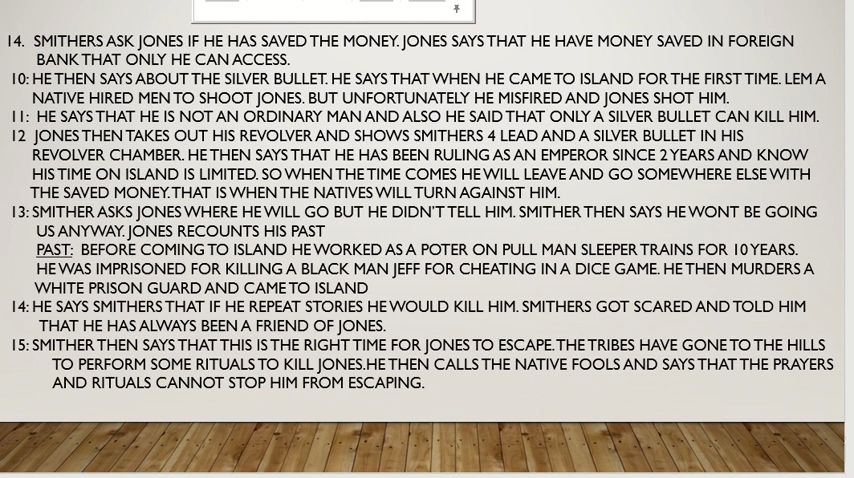 14. SMITHERS ASK JONES IF HE HAS SAVED THE MONEY. JONES SAYS THAT HE HAVE MONEY SAVED IN FOREIGN
BANK THAT ONLY HE CAN ACCESS.
10: HE THEN SAYS ABOUT THE SILVER BULLET. HE SAYS THAT WHEN HE CAME TO ISLAND FOR THE FIRST TIME. LEM A
NATIVE HIRED MEN TO SHOOT JONES. BUT UNFORTUNATELY HE MISFIRED AND JONES SHOT HIM.
11: HE SAYS THAT HE IS NOT AN ORDINARY MAN AND ALSO HE SAID THAT ONLY A SILVER BULLET CAN KILL HIM.
12 JONES THEN TAKES OUT HIS REVOLVER AND SHOWS SMITHERS 4 LEAD AND A SILVER BULLET IN HIS
REVOLVER CHAMBER. HE THEN SAYS THAT HE HAS BEEN RULING AS AN EMPEROR SINCE 2 YEARS AND KNOW
HIS TIME ON ISLAND IS LIMITED. SO WHEN THE TIME COMES HE WILL LEAVE AND GO SOMEWHERE ELSE WITH
THE SAVED MONEY. THAT IS WHEN THE NATIVES WILL TURN AGAINST HIM.
13: SMITHER ASKS JONES WHERE HE WILL GO BUT HE DIDN'T TELL HIM. SMITHER THEN SAYS HE WONT BE GOING
US ANYWAY. JONES RECOUNTS HIS PAST
PAST: BEFORE COMING TO ISLAND HE WORKED AS A POTER ON PULL MAN SLEEPER TRAINS FOR 10 YEARS.
HE WAS IMPRISONED FOR KILLING A BLACK MAN JEFF FOR CHEATING IN A DICE GAME. HE THEN MURDERS A
WHITE PRISON GUARD AND CAME TO ISLAND
14: HE SAYS SMITHERS THAT IF HE REPEAT STORIES HE WOULD KILL HIM. SMITHERS GOT SCARED AND TOLD HIM
THAT HE HAS ALWAYS BEEN A FRIEND OF JONES.
15: SMITHER THEN SAYS THAT THIS IS THE RIGHT TIME FOR JONES TO ESCAPE. THE TRIBES HAVE GONE TO THE HILLS
TO PERFORM SOME RITUALS TO KILL JONES.HE THEN CALLS THE NATIVE FOOLS AND SAYS THAT THE PRAYERS
AND RITUALS CANNOT STOP HIM FROM ESCAPING.